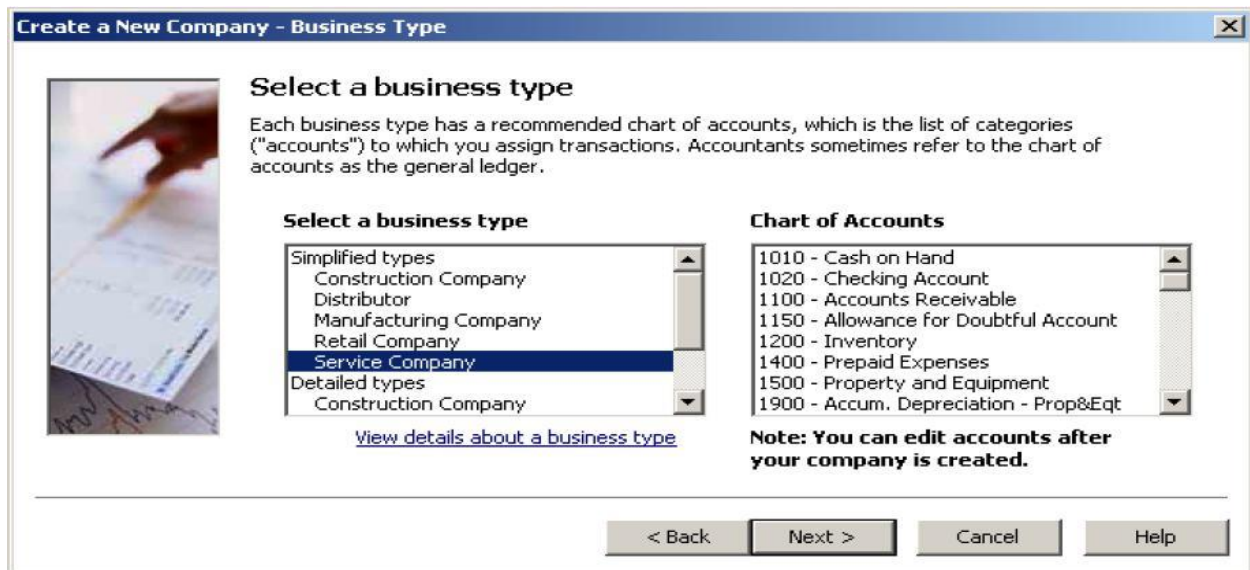 Create a New Company - Business Type
Select a business type
Each business type has a recommended chart of accounts, which is the list of categories
("accounts") to which you assign transactions. Accountants sometimes refer to the chart of
accounts as the general ledger.
Select a business type
Simplified types
Construction Company
Distributor
Manufacturing Company
Retail Company
Service Company
Detailed types
Construction Company
View details about a business type
Chart of Accounts
1010 - Cash on Hand
1020 - Checking Account
1100 - Accounts Receivable
1150 - Allowance for Doubtful Account
1200 - Inventory
1400 - Prepaid Expenses
1500 - Property and Equipment
1900 - Accum. Depreciation - Prop&Eqt
Note: You can edit accounts after
your company is created.
< Back
Next >
Cancel
Help